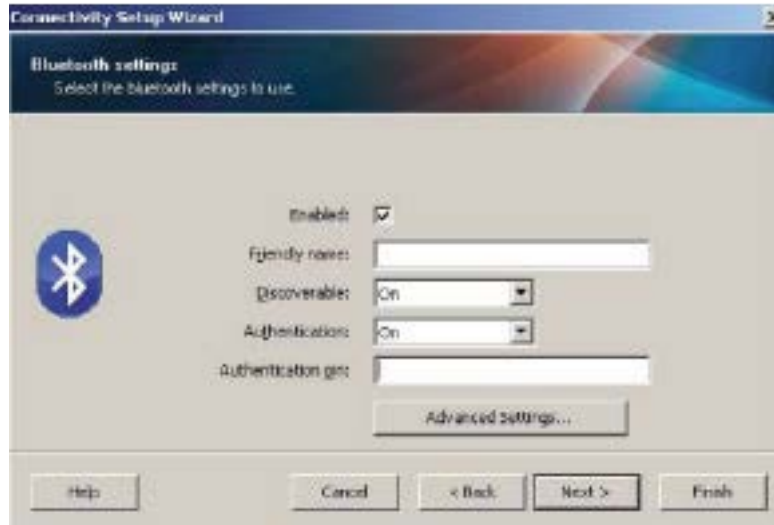 Connectivity Setup Wizard
Bluetooth settings
Select the bluetooth settings to use.
Enabled:
Friendly name:
Discoverable: On
Authentication: On
Authentication pin:
Advanced Settings...
Help Cancel < Back Next > Finish